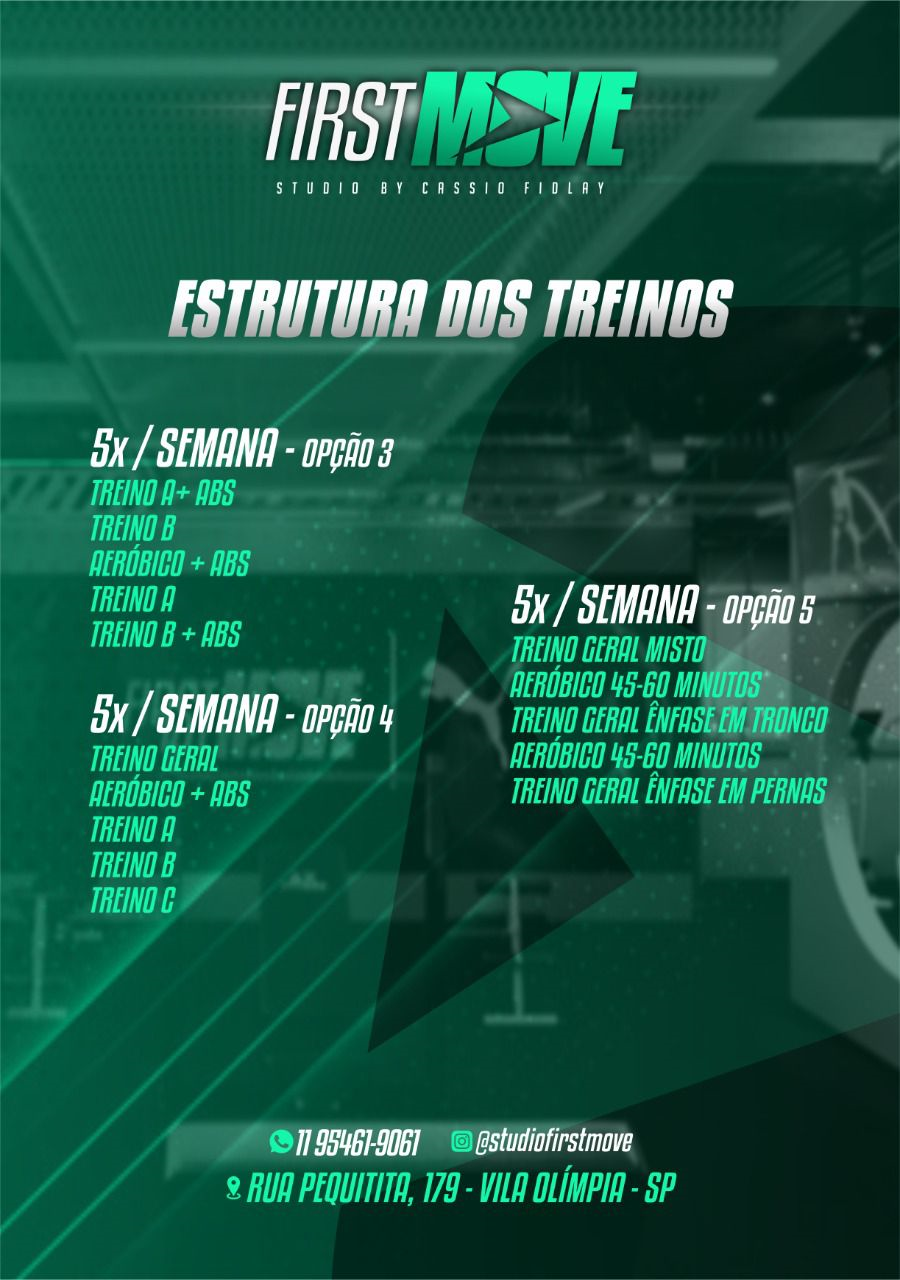 FIRST MOVE
STUDIO BY CASSIO FIDLAY
ESTRUTURA DOS TREINOS
5x / SEMANA - OPÇÃO 3
TREINO A+ ABS
TREINO B
AERÓBICO + ABS
TREINO A
TREINO B + ABS
5x / SEMANA - OPÇÃO 4
TREINO GERAL
AERÓBICO + ABS
TREINO A
TREINO B
TREINO C
5x / SEMANA - OPÇÃO 5
TREINO GERAL MISTO
AERÓBICO 45-60 MINUTOS
TREINO GERAL ÊNFASE EM TRONCO
AERÓBICO 45-60 MINUTOS
TREINO GERAL ÊNFASE EM PERNAS
11 95461-9061 @studiofirstmove
RUA PEQUITITA, 179 - VILA OLÍMPIA - SP